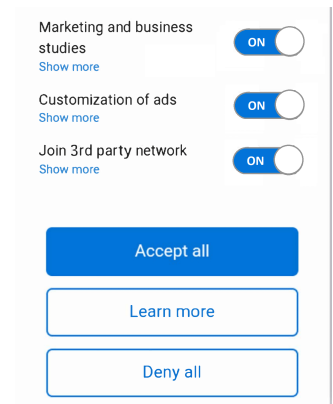 Marketing and business
studies
ON
Show more
Customization of ads
ON
Show more
Join 3rd party network
ON
Show more
Accept all
Learn more
Deny all